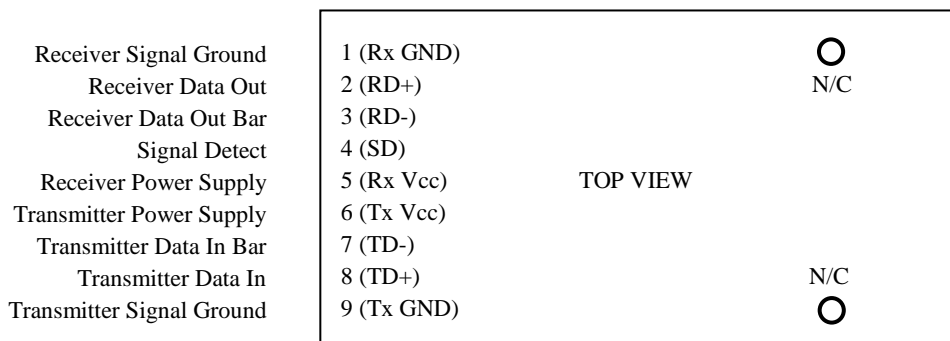 Receiver Signal Ground 1 (Rx GND)
Receiver Data Out 2 (RD+) N/C
Receiver Data Out Bar 3 (RD-)
Signal Detect 4 (SD)
Receiver Power Supply 5 (Rx Vcc) TOP VIEW
Transmitter Power Supply 6 (Tx Vcc)
Transmitter Data In Bar 7 (TD-)
Transmitter Data In 8 (TD+) N/C
Transmitter Signal Ground 9 (Tx GND)